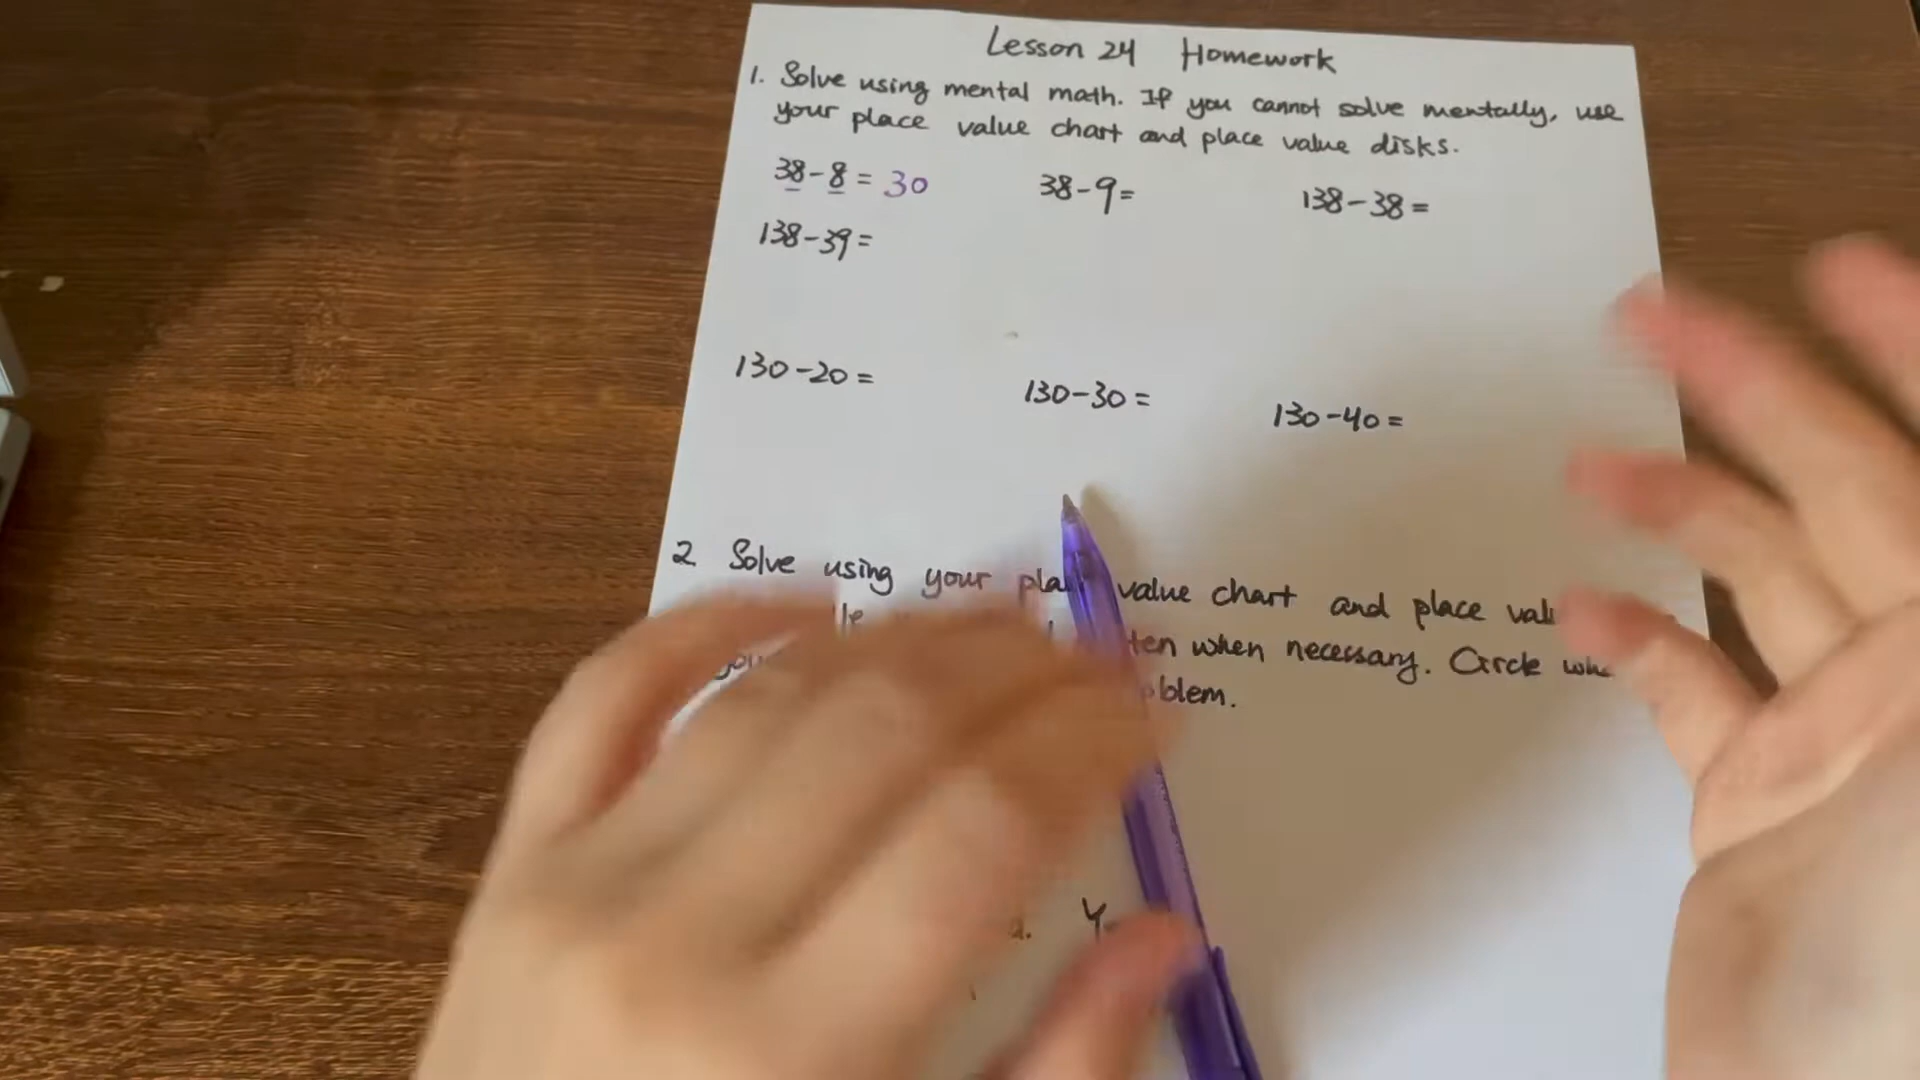 Lesson 24 Homework
1. Solve using mental math. If you cannot solve mentally, use
your place value chart and place value disks.
38-8 = 30 38-9= 138-38=
138-39=
130-20= 130-30= 130-40=
2 Solve using your value chart and place
ten when necessary. Circle